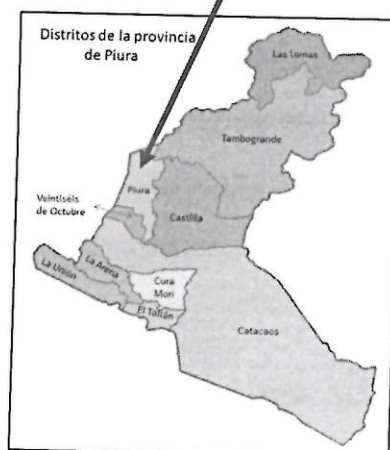 Distritos de la provincia
de Piura
Las Lomas
Tambogrande
Piura
Veintiséis
de Octubre
Castilla
La Arena
La Unión
Cura
Mori
El Tallán
Catacaos